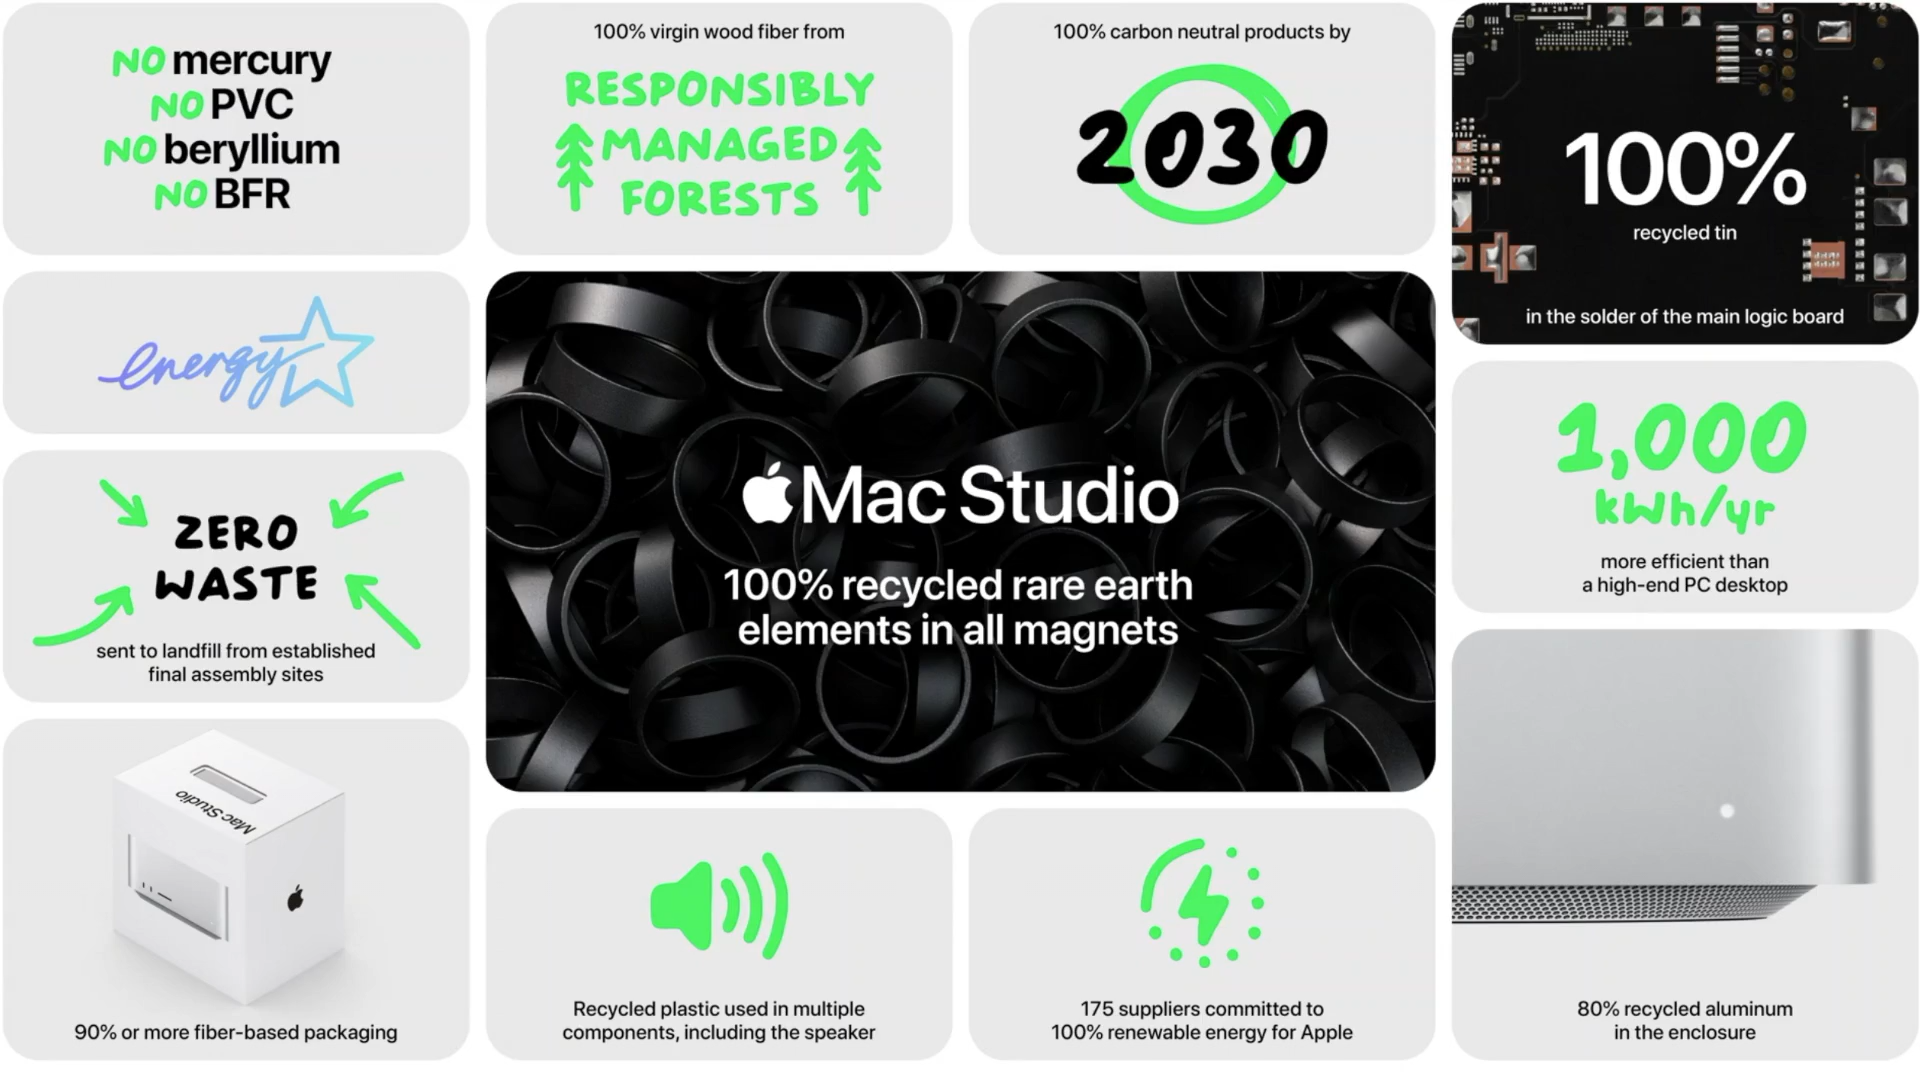 NO mercury
NO PVC
NO beryllium
NO BFR
100% virgin wood fiber from
RESPONSIBLY
MANAGED
FORESTS
100% carbon neutral products by
2030
100%
recycled tin
in the solder of the main logic board
energy
ZERO
WASTE
sent to landfill from established
final assembly sites
Mac Studio
100% recycled rare earth
elements in all magnets
1,000
kWh/yr
more efficient than
a high-end PC desktop
Mac Studio
90% or more fiber-based packaging
Recycled plastic used in multiple
components, including the speaker
175 suppliers committed to
100% renewable energy for Apple
80% recycled aluminum
in the enclosure